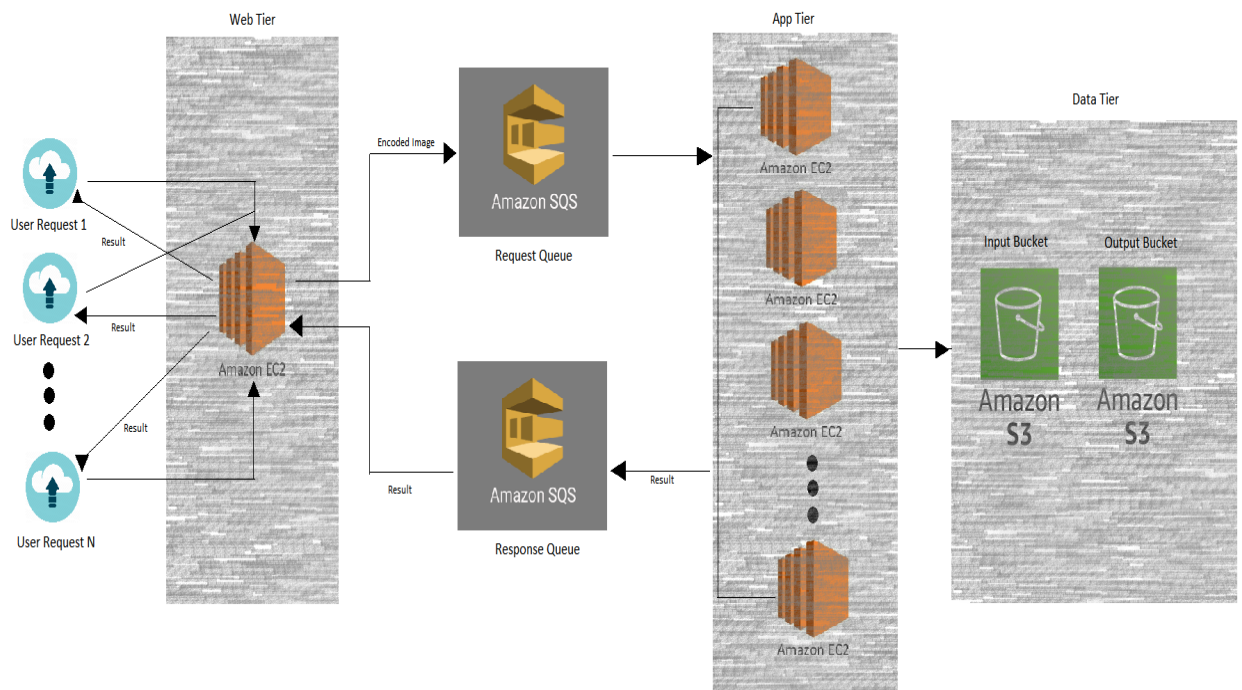 Web Tier
App Tier
Data Tier
User Request 1
Result
User Request 2
Result
Result
User Request N
Amazon EC2
Encoded Image
Amazon SQS
Request Queue
Amazon SQS
Response Queue
Result
Result
Amazon EC2
Amazon EC2
Amazon EC2
Amazon EC2
Input Bucket
Output Bucket
Amazon
S3
Amazon
S3